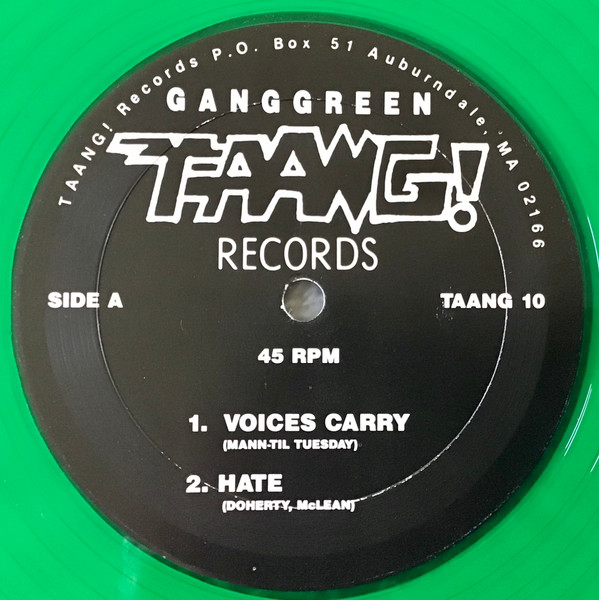 TAANG! Records P.O. Box 51 Auburndale, MA 02166
GANGGREEN
TAANG!
RECORDS
SIDE A
TAANG 10
45 RPM
1. VOICES CARRY
(MANN-TIL TUESDAY)
2. HATE
(DOHERTY, McLEAN)